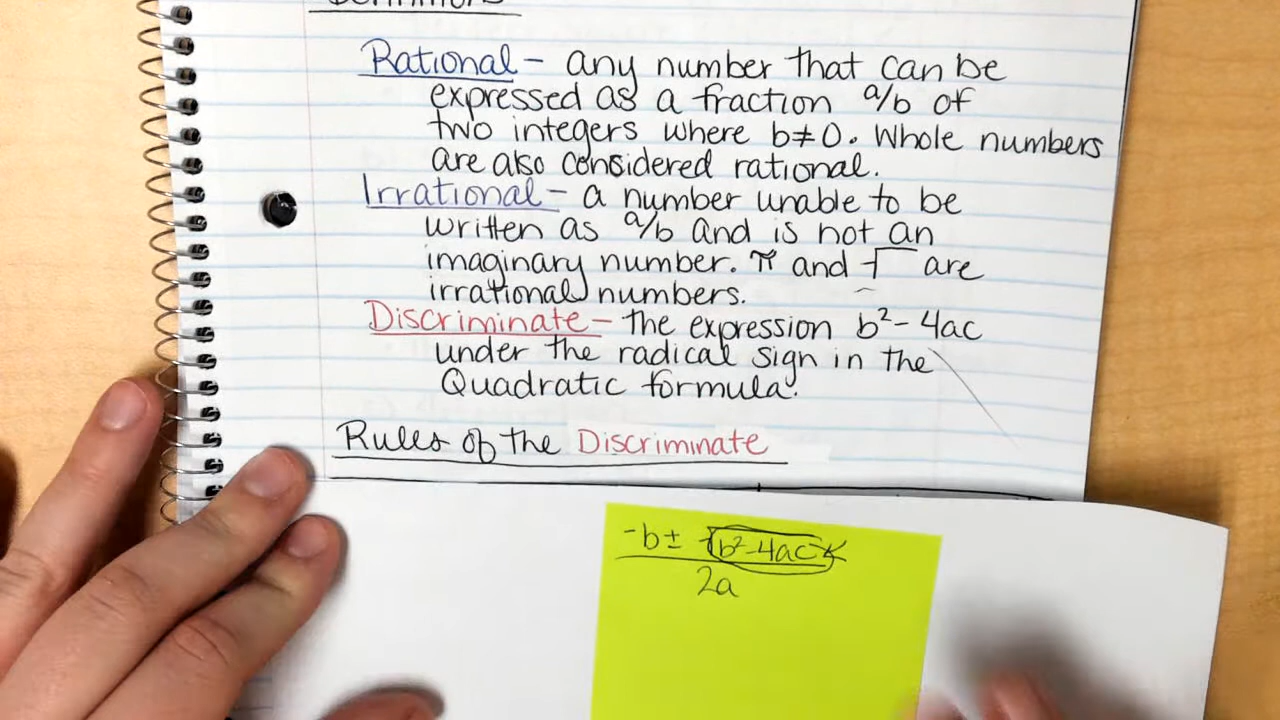 Definitions
Rational - any number that can be
expressed as a fraction a/b of
two integers where b≠0. Whole numbers
are also considered rational.
Irrational - a number unable to be
written as a/b and is not an
imaginary number. π and √ are
irrational numbers.
Discriminate - the expression b²-4ac
under the radical sign in the
Quadratic formula.
Rules of the Discriminate
-b ± √b²-4ac
2a